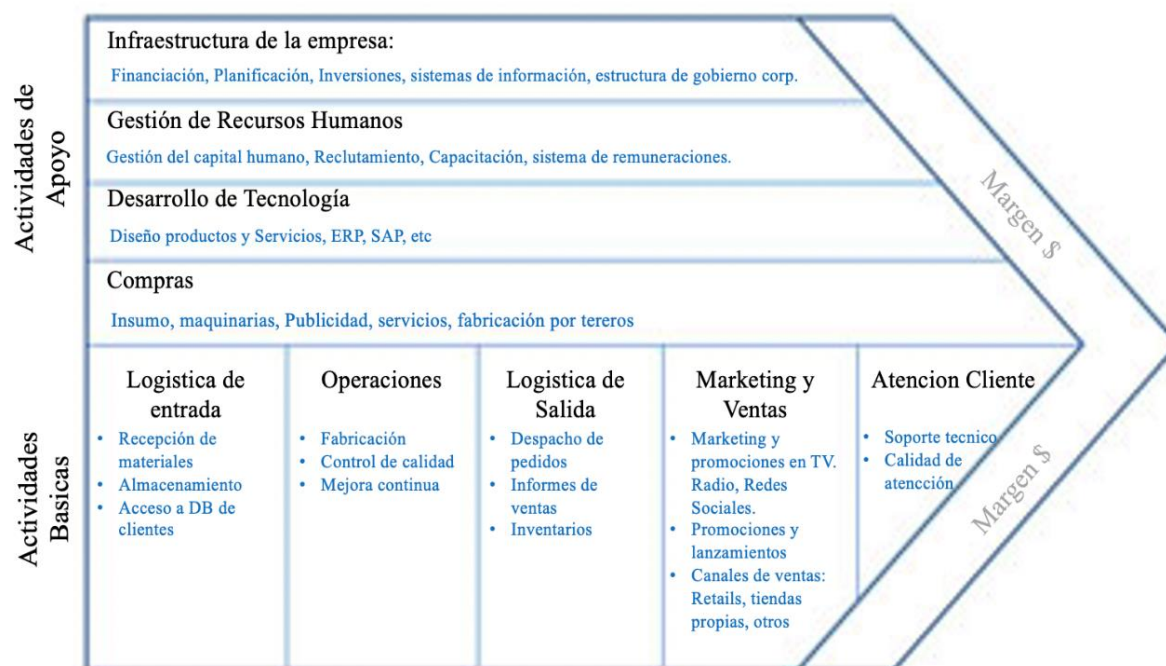 Actividades de
Apoyo
Infraestructura de la empresa:
Financiación, Planificación, Inversiones, sistemas de información, estructura de gobierno corp.
Gestión de Recursos Humanos
Gestión del capital humano, Reclutamiento, Capacitación, sistema de remuneraciones.
Desarrollo de Tecnología
Diseño productos y Servicios, ERP, SAP, etc
Compras
Insumo, maquinarias, Publicidad, servicios, fabricación por tereros
Margen $
Actividades
Basicas
Logistica de
entrada
• Recepción de
materiales
• Almacenamiento
• Acceso a DB de
clientes
Operaciones
• Fabricación
• Control de calidad
• Mejora continua
Logistica de
Salida
• Despacho de
pedidos
• Informes de
ventas
• Inventarios
Marketing y
Ventas
• Marketing y
promociones en TV.
Radio, Redes
Sociales.
• Promociones y
lanzamientos
• Canales de ventas:
Retails, tiendas
propias, otros
Atencion Cliente
• Soporte tecnico
• Calidad de
atencción
Margen $